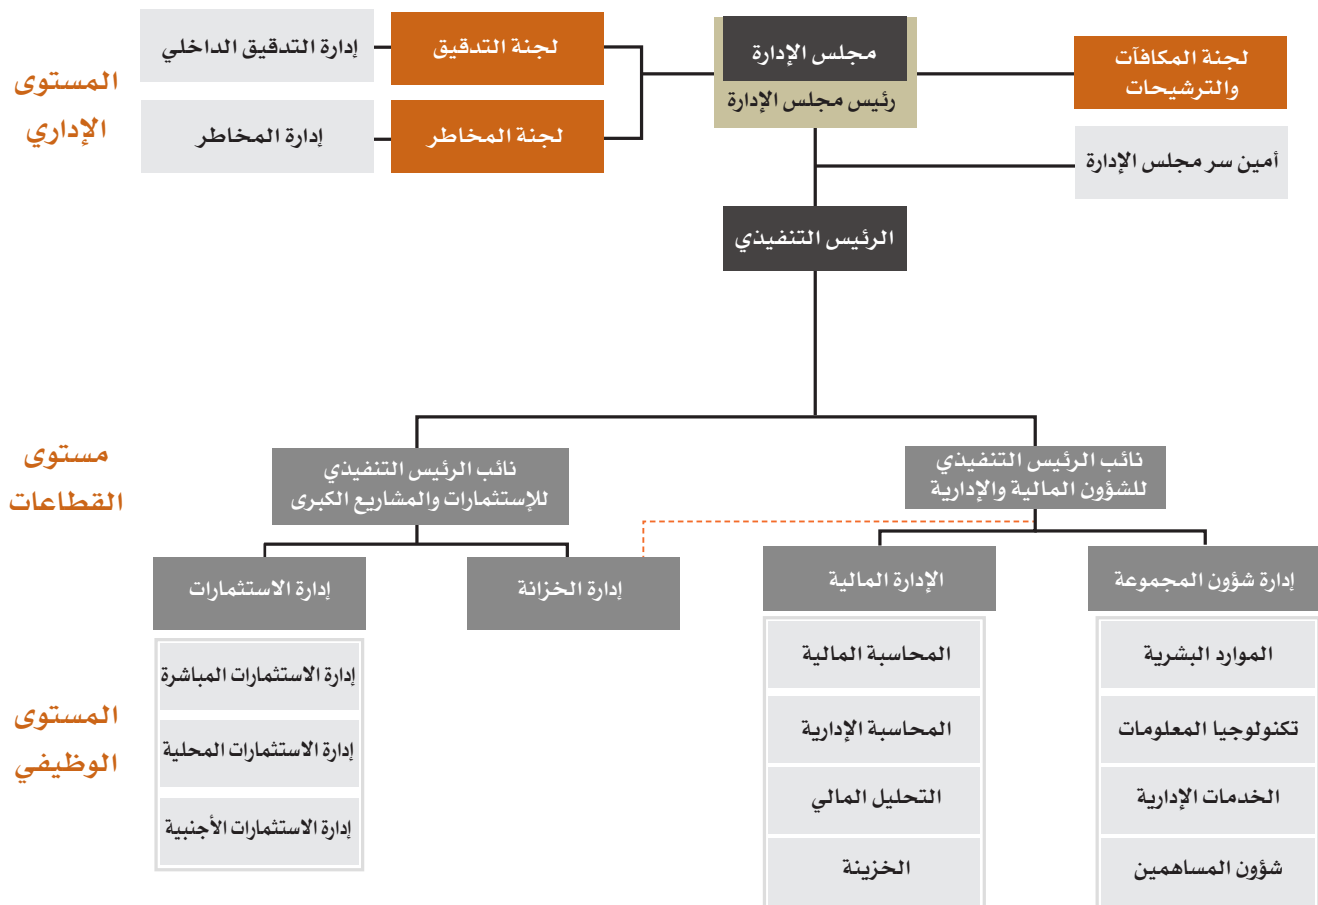 المستوى
الإداري
لجنة المكافآت
والترشيحات
أمين سر مجلس الإدارة
مجلس الإدارة
رئيس مجلس الإدارة
لجنة التدقيق
إدارة التدقيق الداخلي
لجنة المخاطر
إدارة المخاطر
الرئيس التنفيذي
مستوى
القطاعات
نائب الرئيس التنفيذي
للشؤون المالية والإدارية
نائب الرئيس التنفيذي
للإستثمارات والمشاريع الكبرى
المستوى
الوظيفي
إدارة شؤون المجموعة
الموارد البشرية
تكنولوجيا المعلومات
الخدمات الإدارية
شؤون المساهمين
الإدارة المالية
المحاسبة المالية
المحاسبة الإدارية
التحليل المالي
الخزينة
إدارة الخزانة
إدارة الاستثمارات
إدارة الاستثمارات المباشرة
إدارة الاستثمارات المحلية
إدارة الاستثمارات الأجنبية